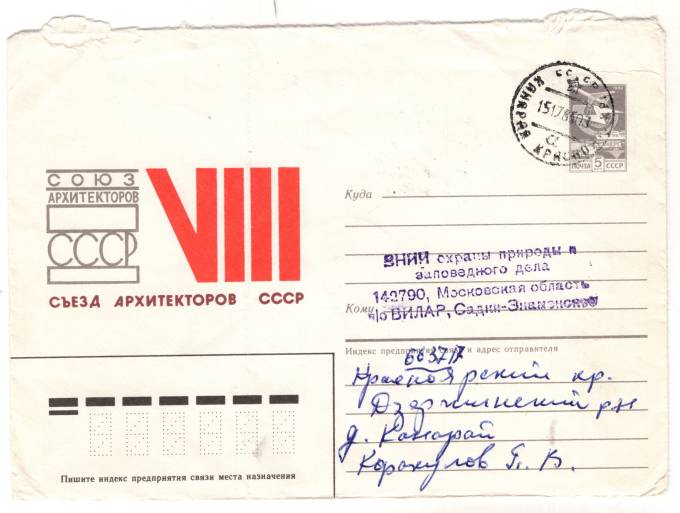 СОЮЗ
АРХИТЕКТОРОВ
СССР
VIII
СЪЕЗД АРХИТЕКТОРОВ СССР
КАНАРАЙ
ПОЧТА 5 СССР
Куда
ВНИИ охраны природы и
заповедного дела
142790, Московская область
п/о ВИЛАР, Садки-Знаменское
Кому
Индекс предприятия связи и адрес отправителя
663717
Красноярский кр.
Дзержинский р-н
д. Канарай
Каракулов П. В.
Пишите индекс предприятия связи места назначения